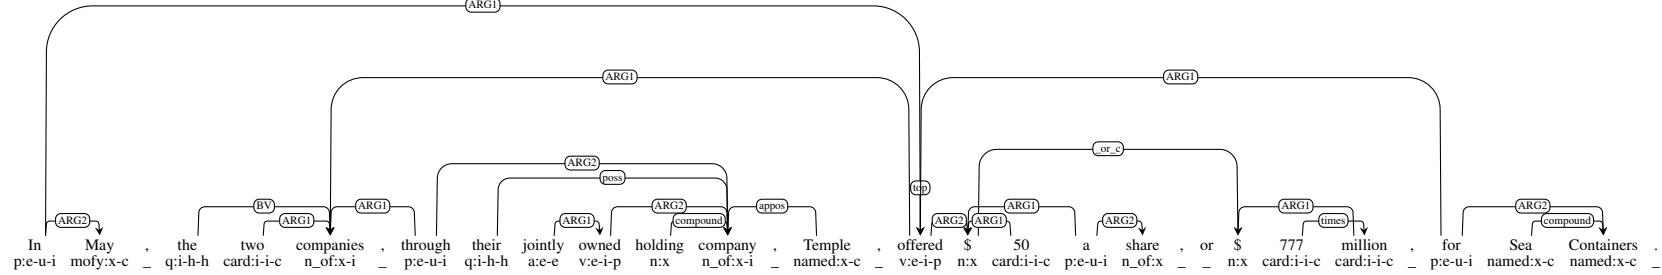 ARG1
ARG1 ARG1
_or_c
ARG2
poss
top
BV ARG1 ARG2 appos ARG1 ARG1 ARG2
ARG2 ARG1 ARG1 compound ARG2 ARG1 ARG2 times compound
In May , the two companies , through their jointly owned holding company , Temple , offered $ 50 a share , or $ 777 million , for Sea Containers .
p:e-u-i mofy:x-c _ q:i-h-h card:i-i-c n_of:x-i _ p:e-u-i q:i-h-h a:e-e v:e-i-p n:x n_of:x-i _ named:x-c _ v:e-i-p n:x card:i-i-c p:e-u-i n_of:x _ _ n:x card:i-i-c card:i-i-c _ p:e-u-i named:x-c named:x-c _